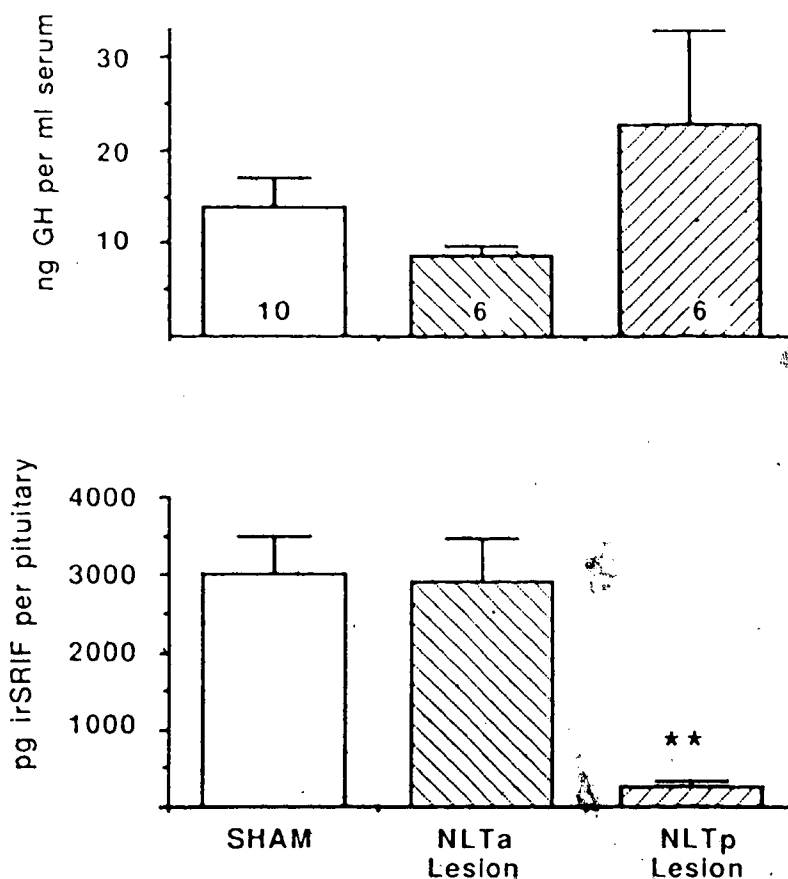 ng GH per ml serum
30
20
10
10
6
6
pg irSRIF per pituitary
4000
3000
2000
1000
★★
SHAM
NLTa
Lesion
NLTp
Lesion